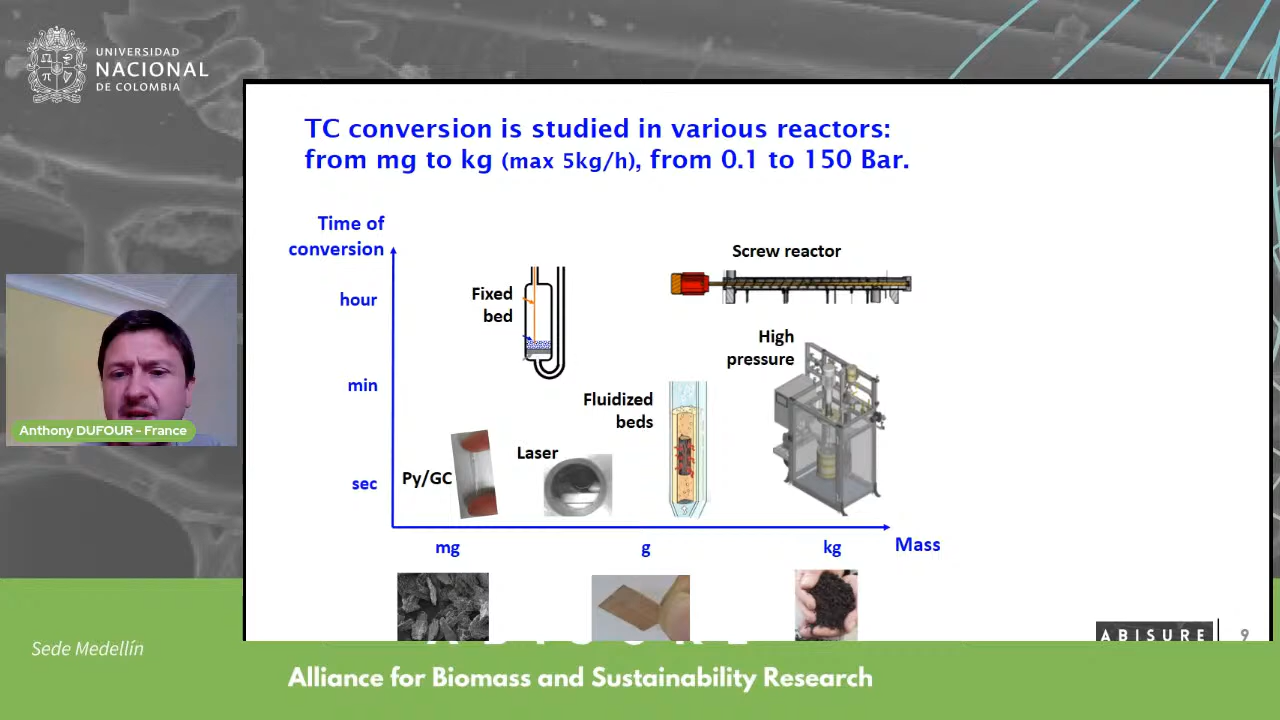 UNIVERSIDAD
NACIONAL
DE COLOMBIA
TC conversion is studied in various reactors:
from mg to kg (max 5kg/h), from 0.1 to 150 Bar.
Time of
conversion
hour
min
sec
Fixed
bed
Screw reactor
High
pressure
Fluidized
beds
Laser
Py/GC
mg
g
kg
Mass
Anthony DUFOUR - France
ABISURE
9
Sede Medellín
Alliance for Biomass and Sustainability Research